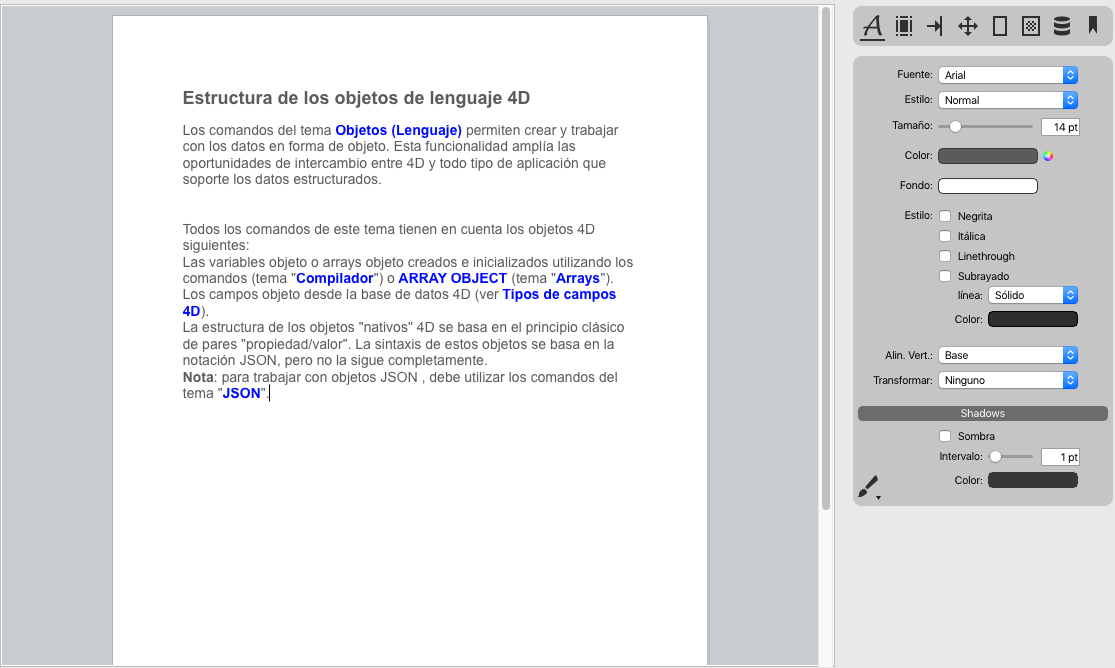 Estructura de los objetos de lenguaje 4D
Los comandos del tema Objetos (Lenguaje) permiten crear y trabajar
con los datos en forma de objeto. Esta funcionalidad amplía las
oportunidades de intercambio entre 4D y todo tipo de aplicación que
soporte los datos estructurados.
Todos los comandos de este tema tienen en cuenta los objetos 4D
siguientes:
Las variables objeto o arrays objeto creados e inicializados utilizando los
comandos (tema "Compilador") o ARRAY OBJECT (tema "Arrays").
Los campos objeto desde la base de datos 4D (ver Tipos de campos
4D).
La estructura de los objetos "nativos" 4D se basa en el principio clásico
de pares "propiedad/valor". La sintaxis de estos objetos se basa en la
notación JSON, pero no la sigue completamente.
Nota: para trabajar con objetos JSON , debe utilizar los comandos del
tema "JSON".
A
Fuente: Arial
Estilo: Normal
Tamaño: 14 pt
Color:
Fondo:
Estilo: Negrita
Itálica
Linethrough
Subrayado
línea: Sólido
Color:
Alin. Vert.: Base
Transformar: Ninguno
Shadows
Sombra
Intervalo: 1 pt
Color: